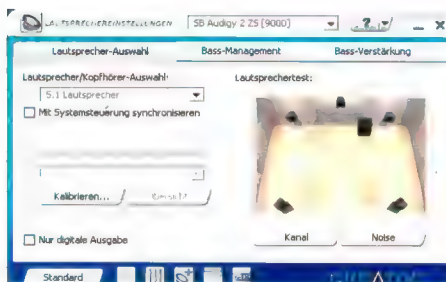 LAUTSPRECHEREINSTELLUNGEN
SB Audigy 2 ZS [9000]
?
Lautsprecher-Auswahl
Bass-Management
Bass-Verstärkung
Lautsprecher/Kopfhörer-Auswahl:
Lautsprechertest:
5.1 Lautsprecher
Mit Systemsteuerung synchronisieren
Kalibrieren...
Nur digitale Ausgabe
Kanal
Noise
Standard